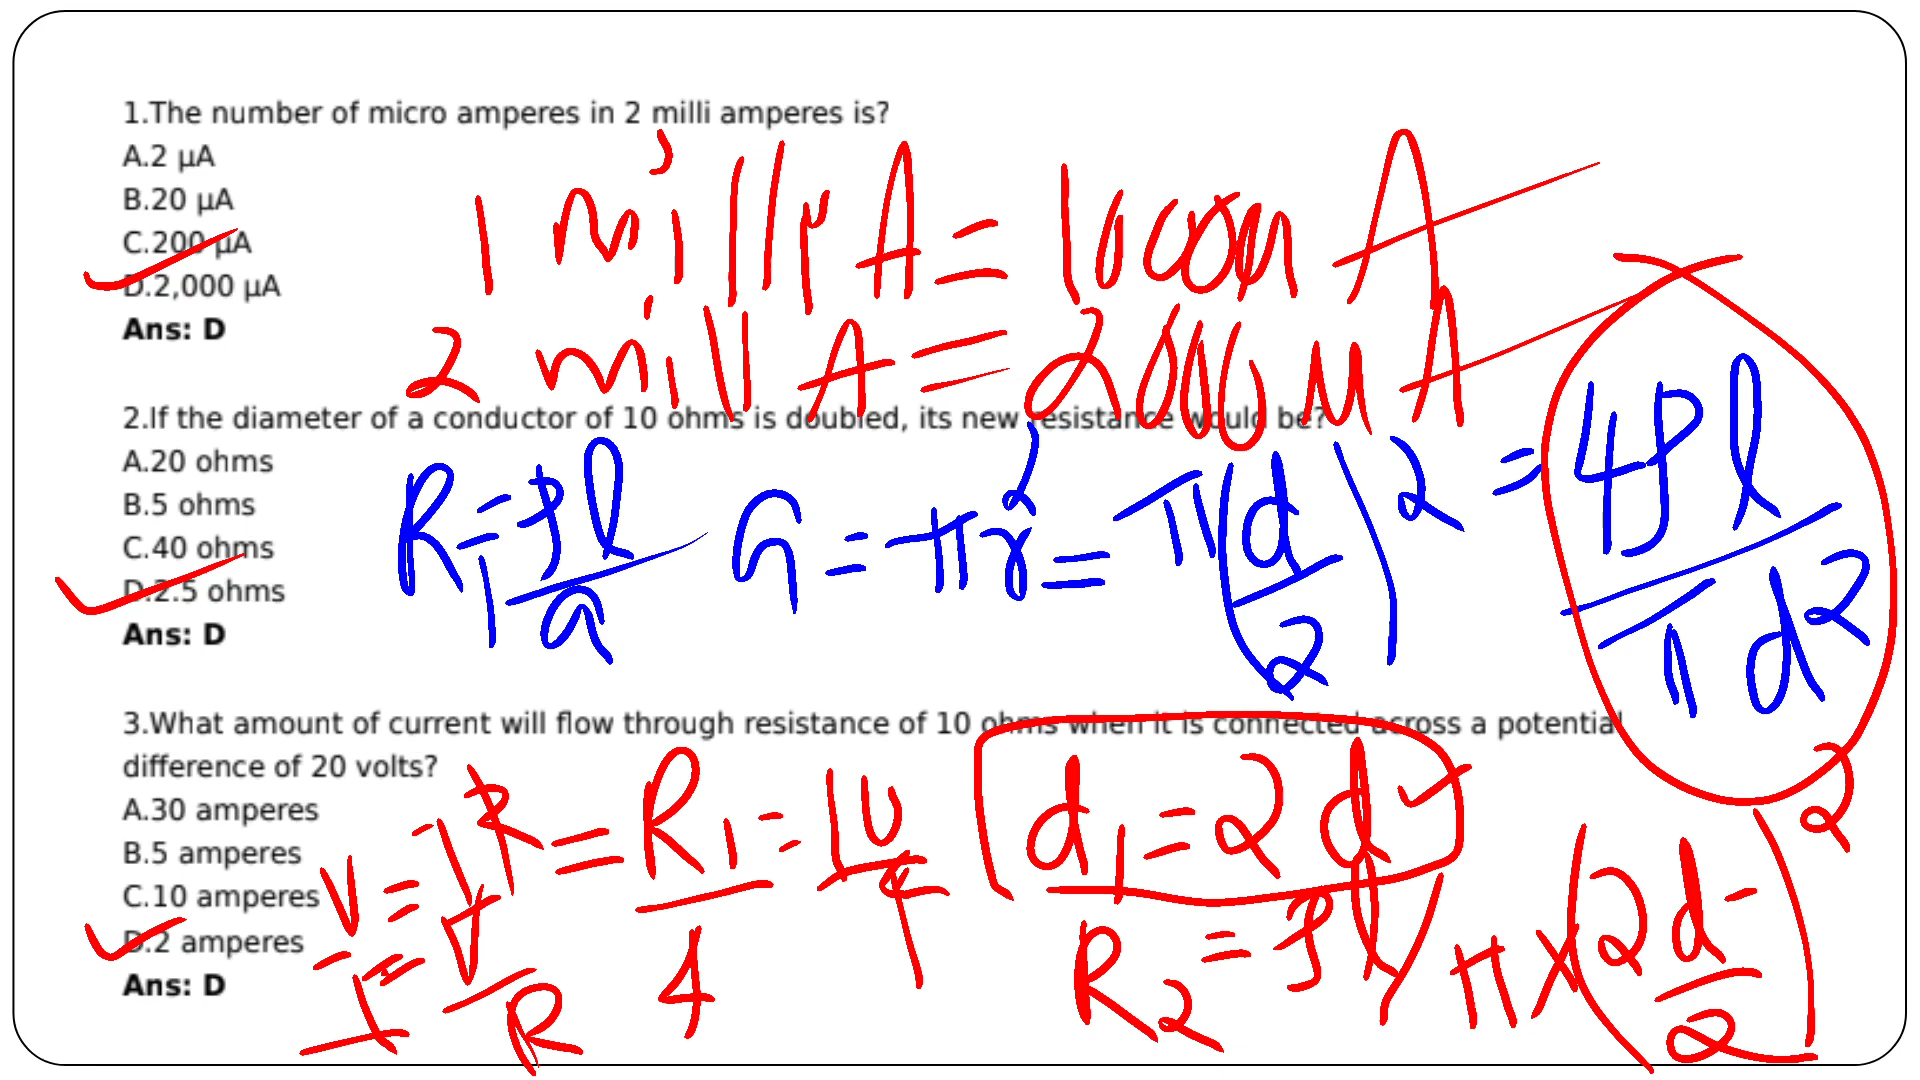 1.The number of micro amperes in 2 milli amperes is?
A.2 µA
B.20 µA
C.200 µA
D.2,000 µA
Ans: D
1 milli A = 1000 µ A
2 milli A = 2000 µ A
2.If the diameter of a conductor of 10 ohms is doubled, its new resistance would be?
A.20 ohms
B.5 ohms
C.40 ohms
D.2.5 ohms
Ans: D
R1 = ρl/a a = πr² = π(d/2)² = 4ρl/πd²
3.What amount of current will flow through resistance of 10 ohms when it is connected across a potential
difference of 20 volts?
A.30 amperes
B.5 amperes
C.10 amperes
D.2 amperes
Ans: D
V = IR
I = V/R
= R1/4 = 10/4
d1 = 2d
R2 = ρl/π×(2d/2)²